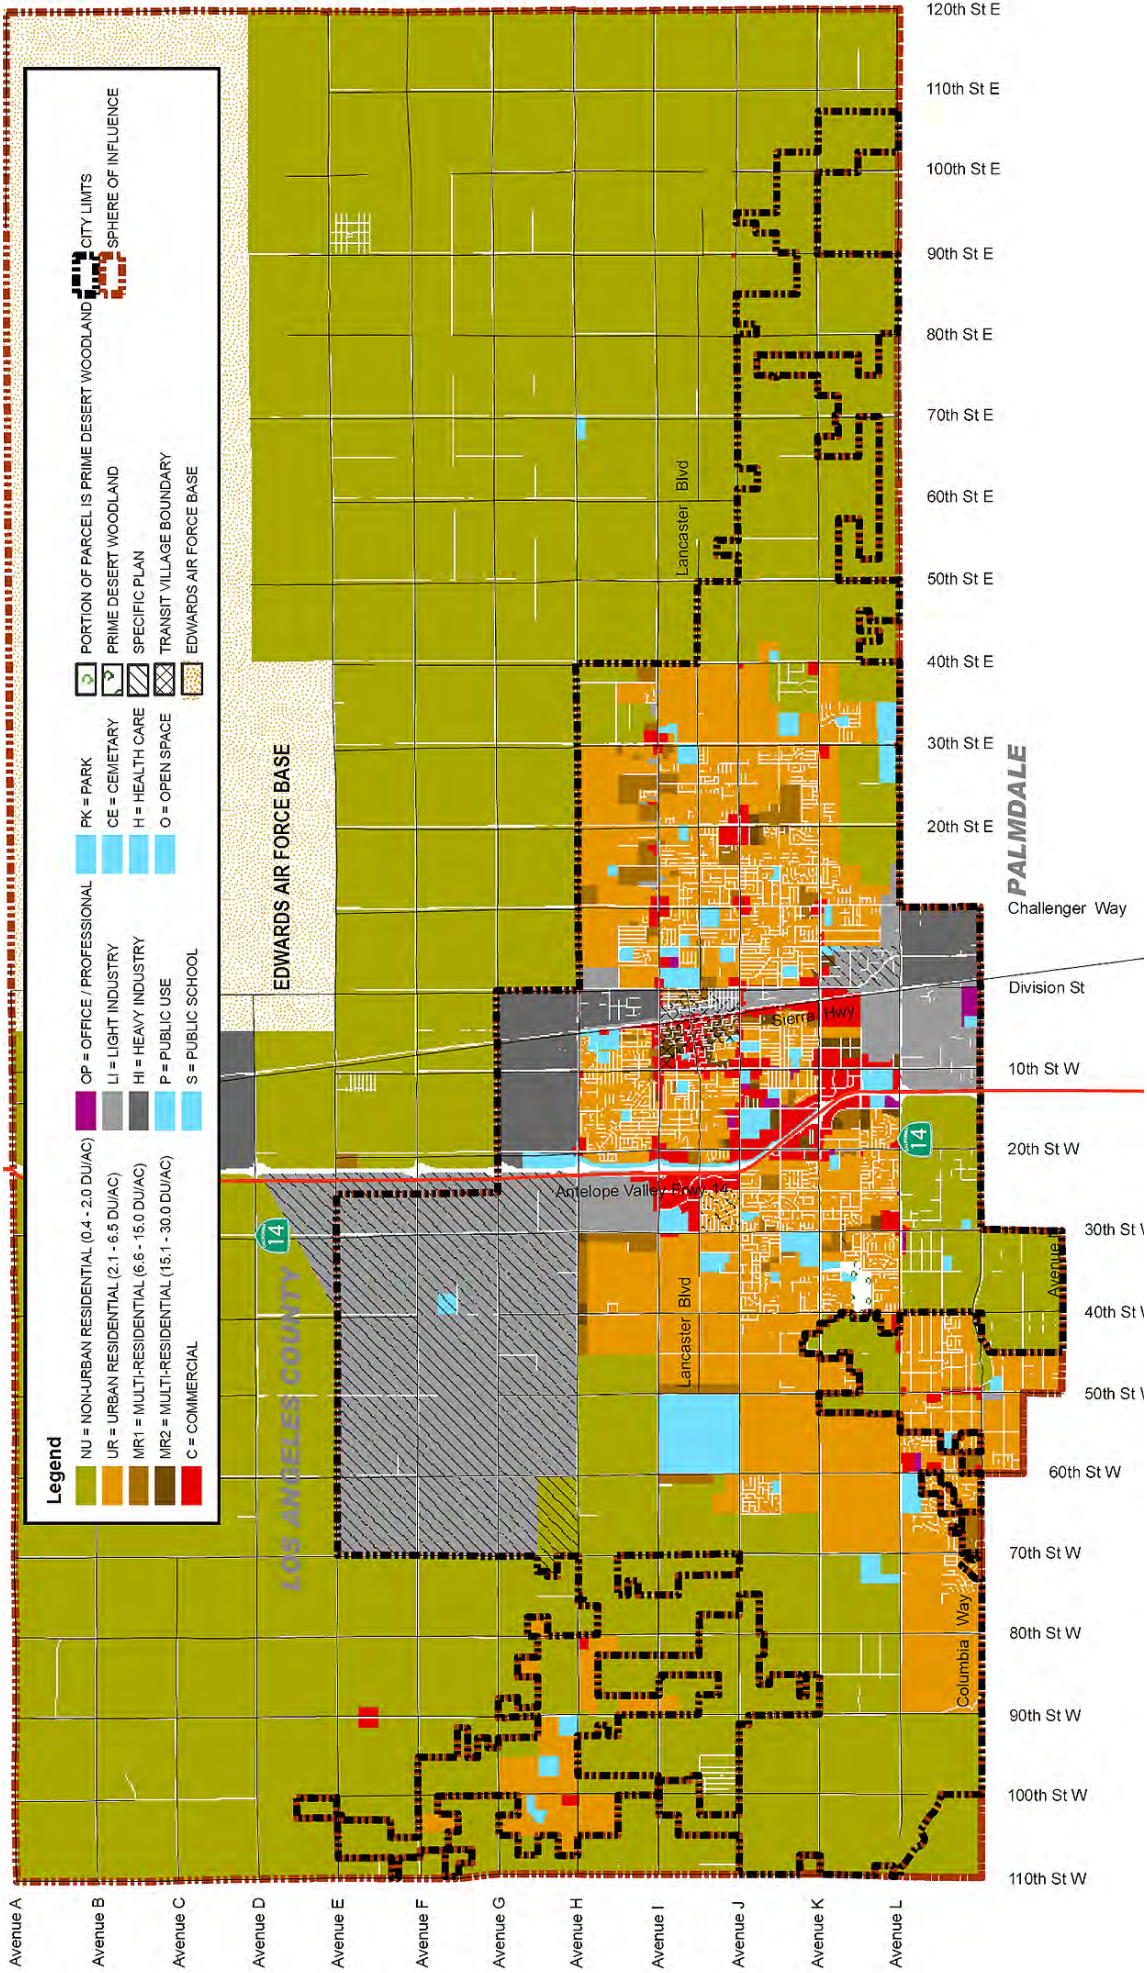 120th St E
110th St E
100th St E
90th St E
80th St E
70th St E
60th St E
50th St E
40th St E
30th St E
20th St E
Challenger Way
Division St
10th St W
20th St W
30th St W
40th St W
50th St W
60th St W
70th St W
80th St W
90th St W
100th St W
110th St W
PALMDALE
Legend
NU = NON-URBAN RESIDENTIAL (0.4 - 2.0 DU/AC)
UR = URBAN RESIDENTIAL (2.1 - 6.5 DU/AC)
MR1 = MULTI-RESIDENTIAL (6.6 - 15.0 DU/AC)
MR2 = MULTI-RESIDENTIAL (15.1 - 30.0 DU/AC)
C = COMMERCIAL
OP = OFFICE / PROFESSIONAL
LI = LIGHT INDUSTRY
HI = HEAVY INDUSTRY
P = PUBLIC USE
S = PUBLIC SCHOOL
PK = PARK
CE = CEMETARY
H = HEALTH CARE
O = OPEN SPACE
PORTION OF PARCEL IS PRIME DESERT WOODLAND
PRIME DESERT WOODLAND
SPECIFIC PLAN
TRANSIT VILLAGE BOUNDARY
EDWARDS AIR FORCE BASE
CITY LIMTS
SPHERE OF INFLUENCE
EDWARDS AIR FORCE BASE
LOS ANGELES COUNTY
14
14
Antelope Valley Frwy 14
Sierra Hwy
Lancaster Blvd
Lancaster Blvd
Columbia Way
Avenue
Avenue A
Avenue B
Avenue C
Avenue D
Avenue E
Avenue F
Avenue G
Avenue H
Avenue I
Avenue J
Avenue K
Avenue L